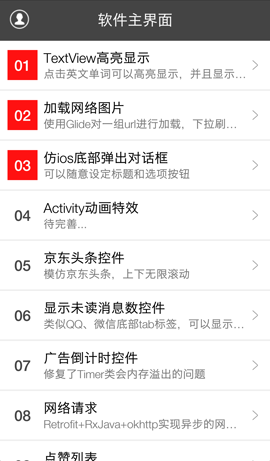 软件主界面
01
TextView高亮显示
点击英文单词可以高亮显示，并且显示...
02
加载网络图片
使用Glide对一组url进行加载，下拉刷...
03
仿ios底部弹出对话框
可以随意设定标题和选项按钮
04
Activity动画特效
待完善...
05
京东头条控件
模仿京东头条，上下无限滚动
06
显示未读消息数控件
类似QQ、微信底部tab标签，可以显示...
07
广告倒计时控件
修复了Timer类会内存溢出的问题
08
网络请求
Retrofit+RxJava+okhttp实现异步的网...
点赞列表